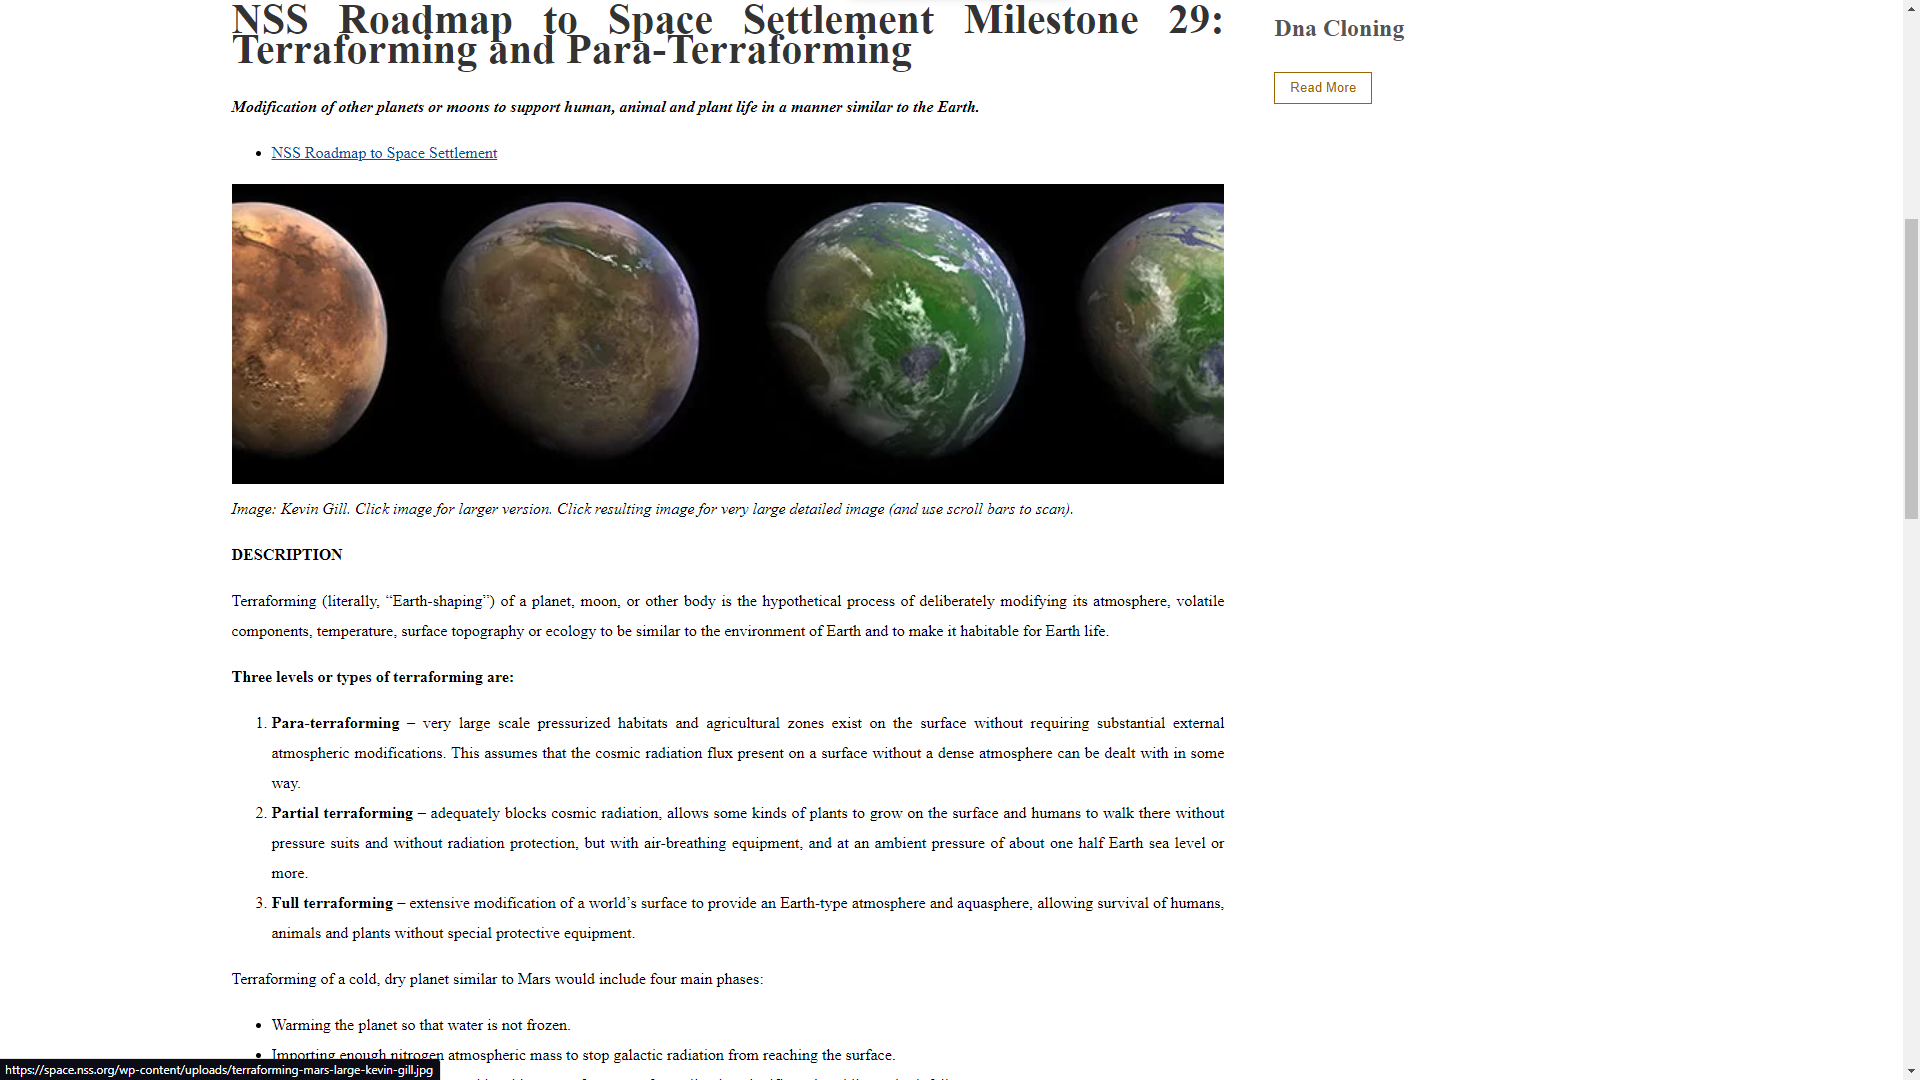 NSS Roadmap to Space Settlement Milestone 29:
Terraforming and Para-Terraforming
Modification of other planets or moons to support human, animal and plant life in a manner similar to the Earth.
• NSS Roadmap to Space Settlement
Image: Kevin Gill. Click image for larger version. Click resulting image for very large detailed image (and use scroll bars to scan).
DESCRIPTION
Terraforming (literally, “Earth-shaping”) of a planet, moon, or other body is the hypothetical process of deliberately modifying its atmosphere, volatile
components, temperature, surface topography or ecology to be similar to the environment of Earth and to make it habitable for Earth life.
Three levels or types of terraforming are:
1. Para-terraforming – very large scale pressurized habitats and agricultural zones exist on the surface without requiring substantial external
atmospheric modifications. This assumes that the cosmic radiation flux present on a surface without a dense atmosphere can be dealt with in some
way.
2. Partial terraforming – adequately blocks cosmic radiation, allows some kinds of plants to grow on the surface and humans to walk there without
pressure suits and without radiation protection, but with air-breathing equipment, and at an ambient pressure of about one half Earth sea level or
more.
3. Full terraforming – extensive modification of a world’s surface to provide an Earth-type atmosphere and aquasphere, allowing survival of humans,
animals and plants without special protective equipment.
Terraforming of a cold, dry planet similar to Mars would include four main phases:
• Warming the planet so that water is not frozen.
• Importing enough nitrogen atmospheric mass to stop galactic radiation from reaching the surface.
https://space.nss.org/wp-content/uploads/terraforming-mars-large-kevin-gill.jpg
Dna Cloning
Read More